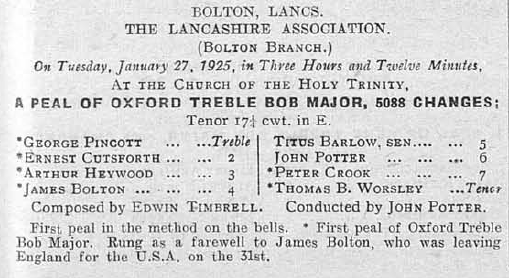 BOLTON, LANCS.
THE LANCASHIRE ASSOCIATION.
(BOLTON BRANCH.)
On Tuesday, January 27, 1925, in Three Hours and Twelve Minutes,
AT THE CHURCH OF THE HOLY TRINITY,
A PEAL OF OXFORD TREBLE BOB MAJOR, 5088 CHANGES;
Tenor 17¼ cwt. in E.
*GEORGE PINCOTT ... ...Treble
*ERNEST CUTSFORTH ... ... 2
*ARTHUR HEYWOOD ... ... 3
*JAMES BOLTON ... ... ... 4
TITUS BARLOW, SEN.... ... 5
JOHN POTTER ... ... ... 6
*PETER CROOK ... ... ... 7
*THOMAS B. WORSLEY ...Tenor
Composed by EDWIN TIMBRELL. Conducted by JOHN POTTER.
First peal in the method on the bells. * First peal of Oxford Treble
Bob Major. Rung as a farewell to James Bolton, who was leaving
England for the U.S.A. on the 31st.